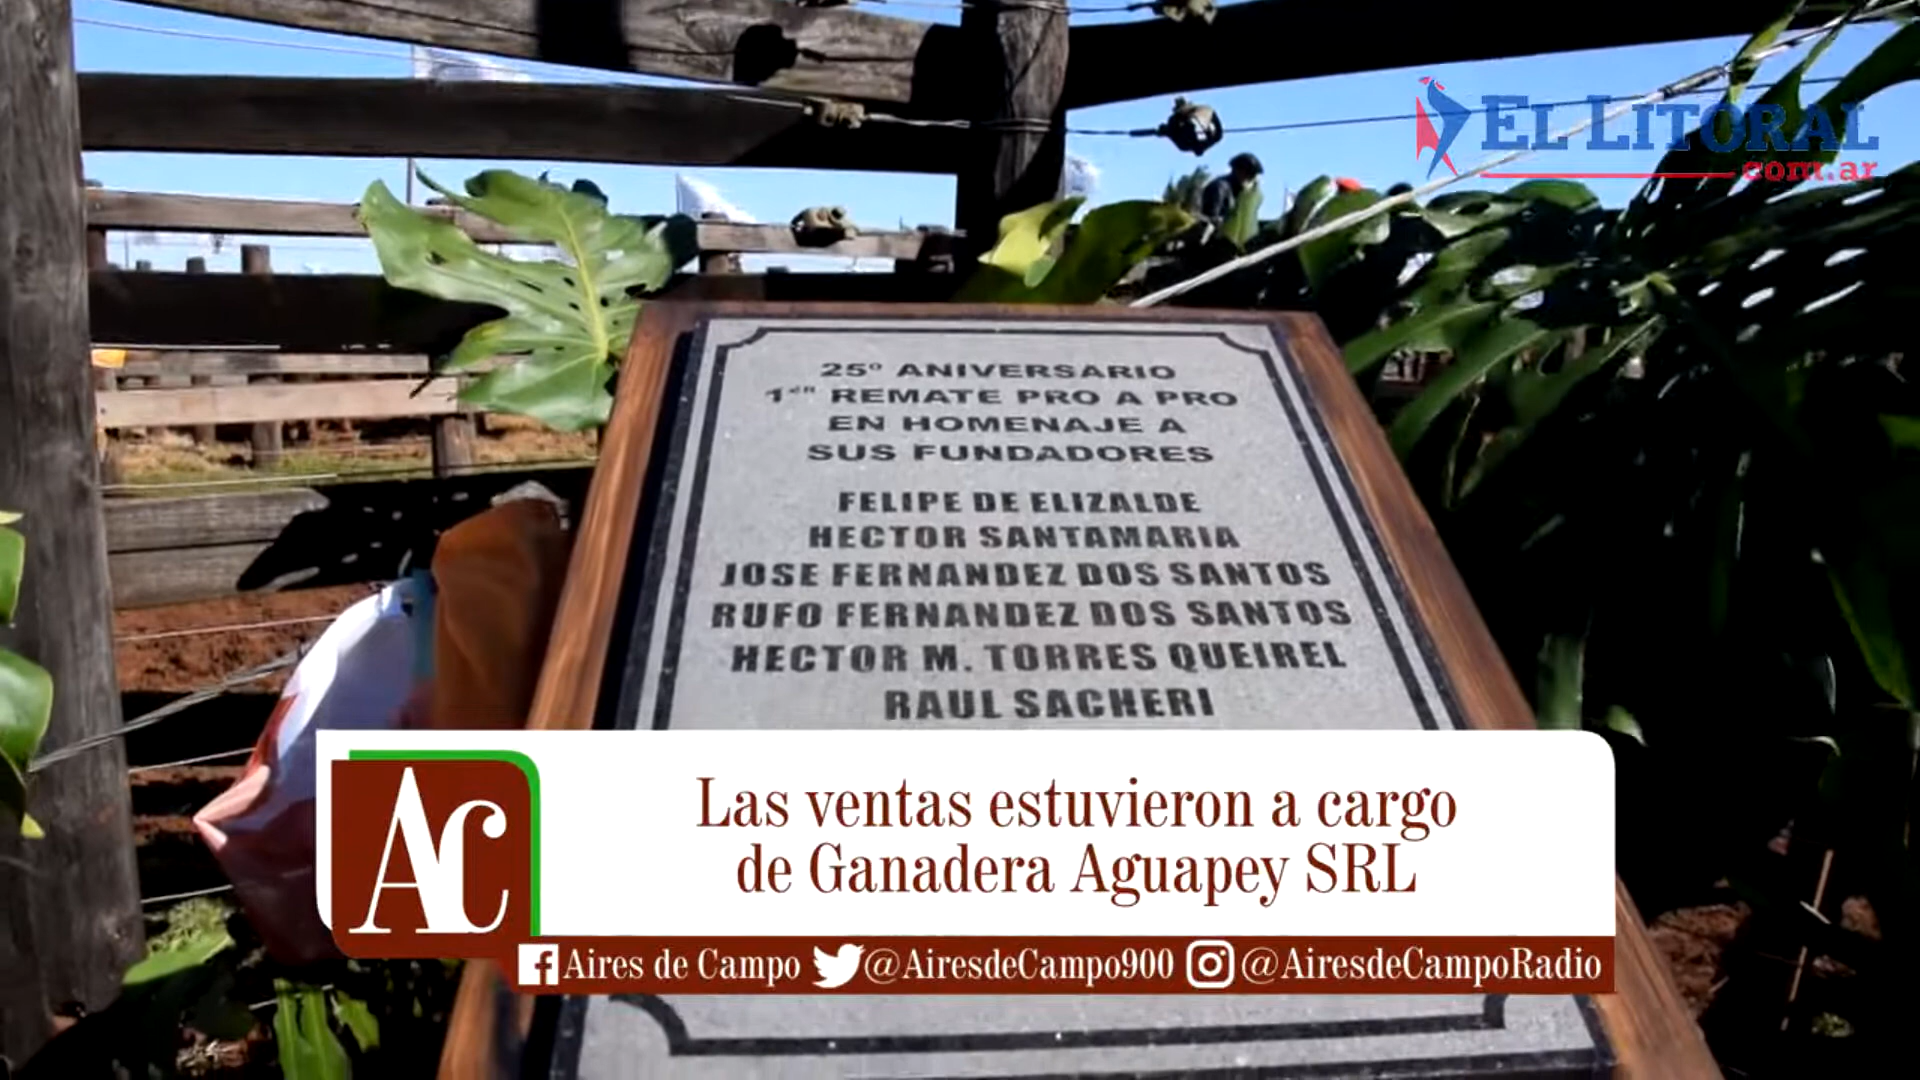 EL LITORAL
com.ar
25º ANIVERSARIO
1er REMATE PRO A PRO
EN HOMENAJE A
SUS FUNDADORES
FELIPE DE ELIZALDE
HECTOR SANTAMARIA
JOSE FERNANDEZ DOS SANTOS
RUFO FERNANDEZ DOS SANTOS
HECTOR M. TORRES QUEIREL
RAUL SACHERI
AC
Las ventas estuvieron a cargo
de Ganadera Aguapey SRL
Aires de Campo @AiresdeCampo900 @AiresdeCampoRadio